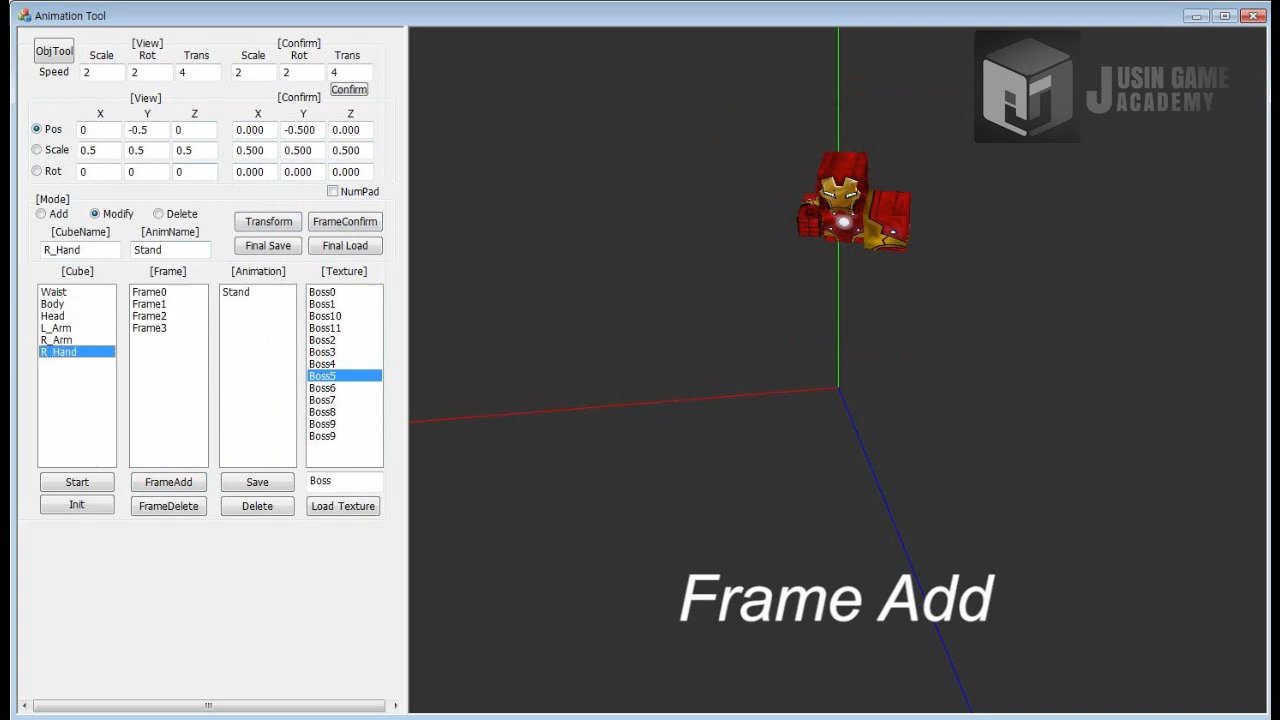 Animation Tool
ObjTool
[View]
[Confirm]
Scale Rot Trans Scale Rot Trans
Speed 2 2 4 2 2 4
Confirm
[View] [Confirm]
X Y Z X Y Z
Pos 0 -0.5 0 0.000 -0.500 0.000
Scale 0.5 0.5 0.5 0.500 0.500 0.500
Rot 0 0 0 0.000 0.000 0.000
NumPad
[Mode]
Add Modify Delete
Transform FrameConfirm
[CubeName] [AnimName]
R_Hand Stand
Final Save Final Load
[Cube] [Frame] [Animation] [Texture]
Waist Frame0 Stand Boss0
Body Frame1 Boss1
Head Frame2 Boss10
L_Arm Frame3 Boss11
R_Arm Boss2
R_Hand Boss3
Boss4
Boss5
Boss6
Boss7
Boss8
Boss9
Boss9
Start FrameAdd Save Boss
Init FrameDelete Delete Load Texture
JUSIN GAME
ACADEMY
Frame Add